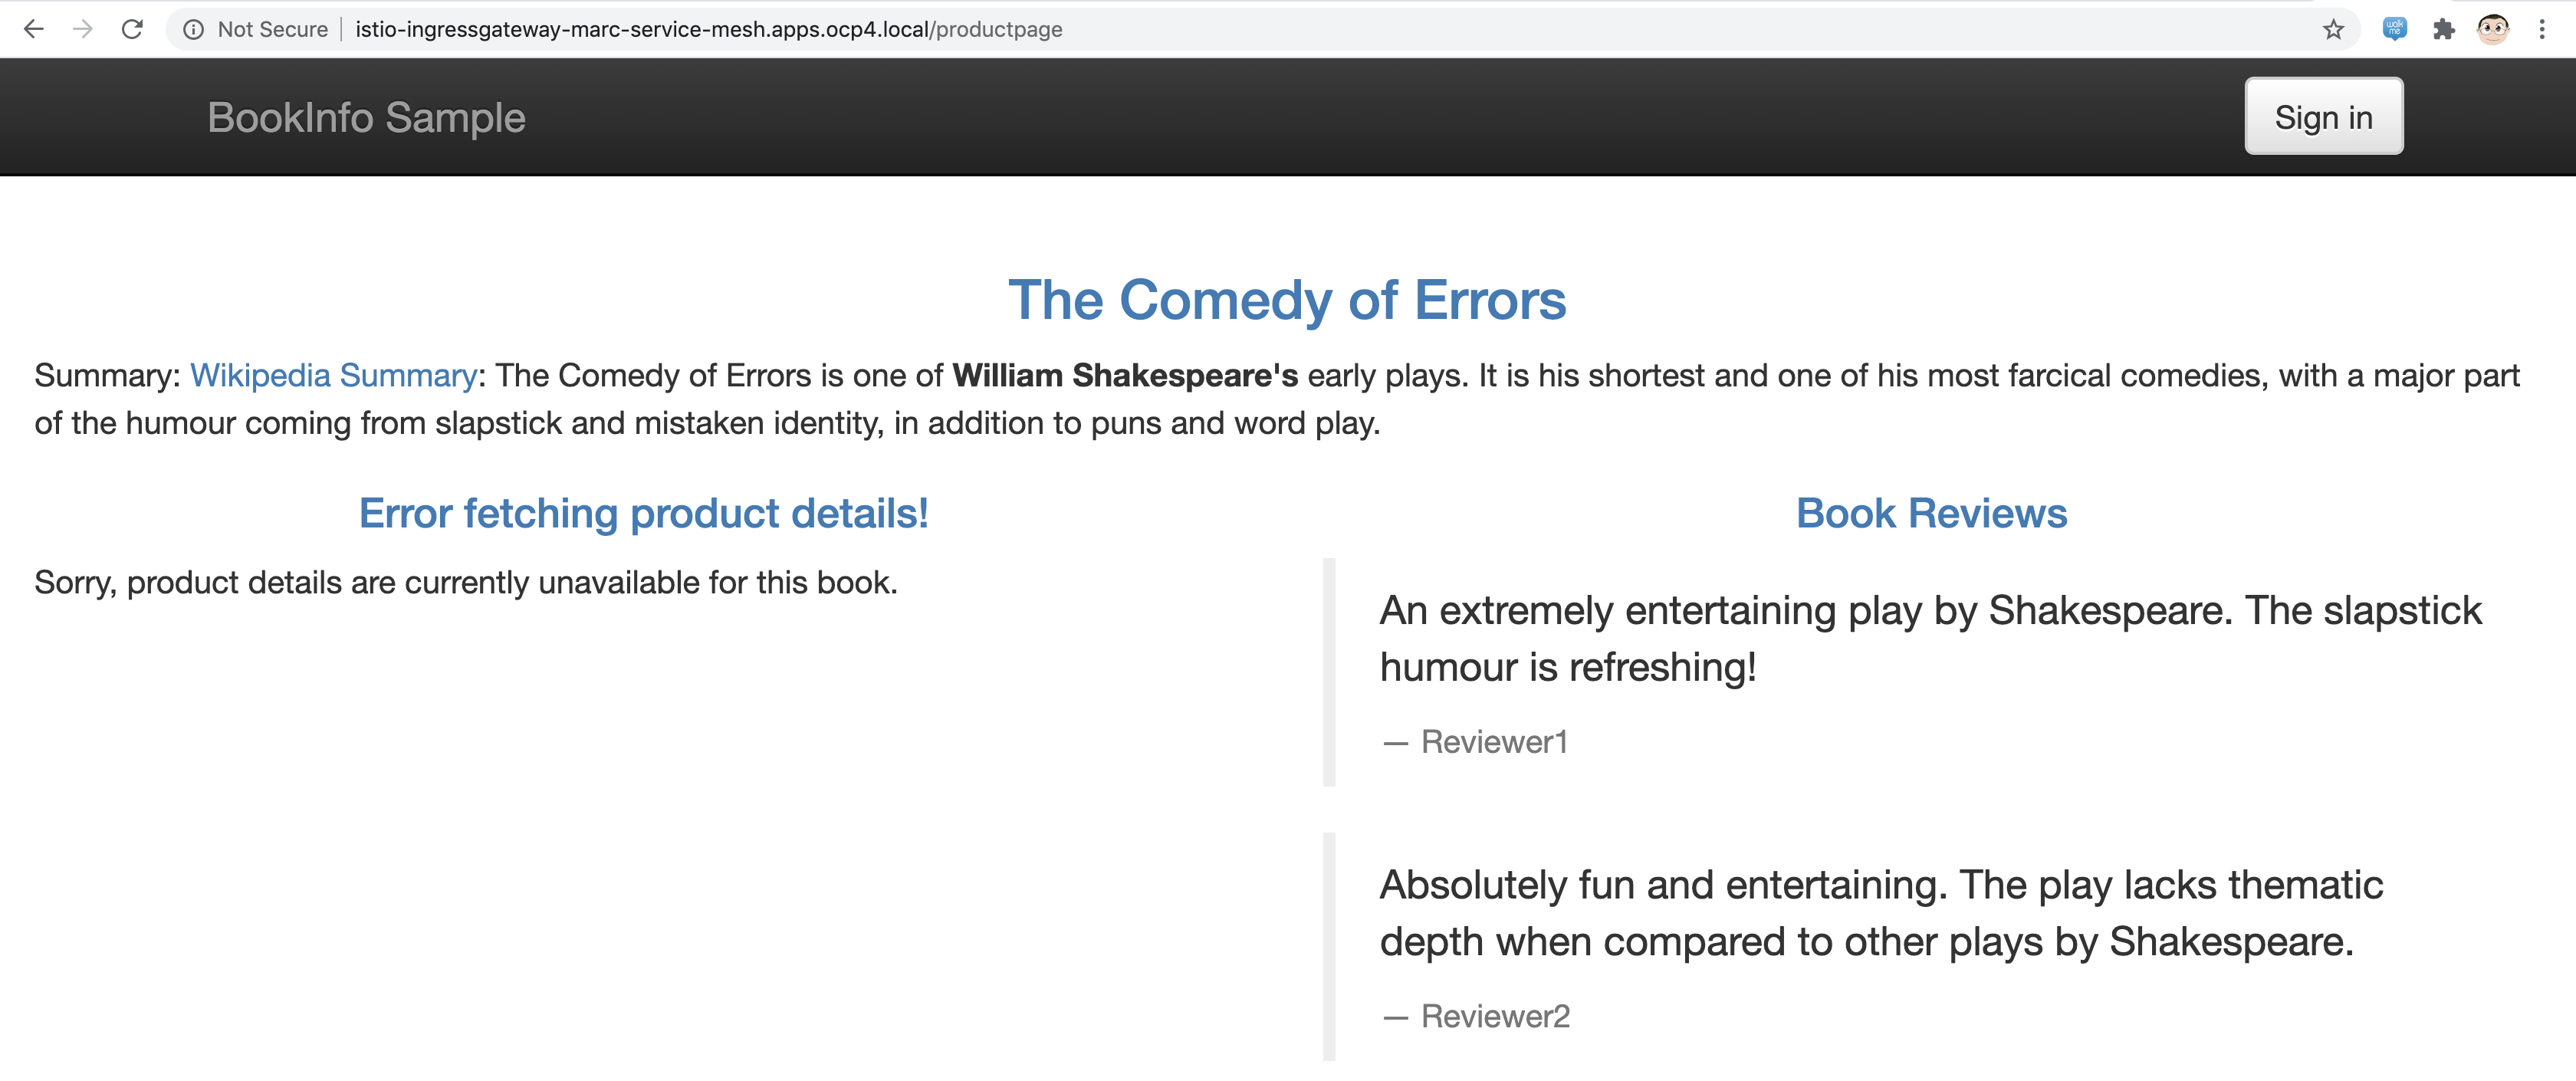 Not Secure | istio-ingressgateway-marc-service-mesh.apps.ocp4.local/productpage
walk
me
BookInfo Sample
Sign in
The Comedy of Errors
Summary: Wikipedia Summary: The Comedy of Errors is one of William Shakespeare's early plays. It is his shortest and one of his most farcical comedies, with a major part
of the humour coming from slapstick and mistaken identity, in addition to puns and word play.
Error fetching product details!
Sorry, product details are currently unavailable for this book.
Book Reviews
An extremely entertaining play by Shakespeare. The slapstick
humour is refreshing!
— Reviewer1
Absolutely fun and entertaining. The play lacks thematic
depth when compared to other plays by Shakespeare.
— Reviewer2